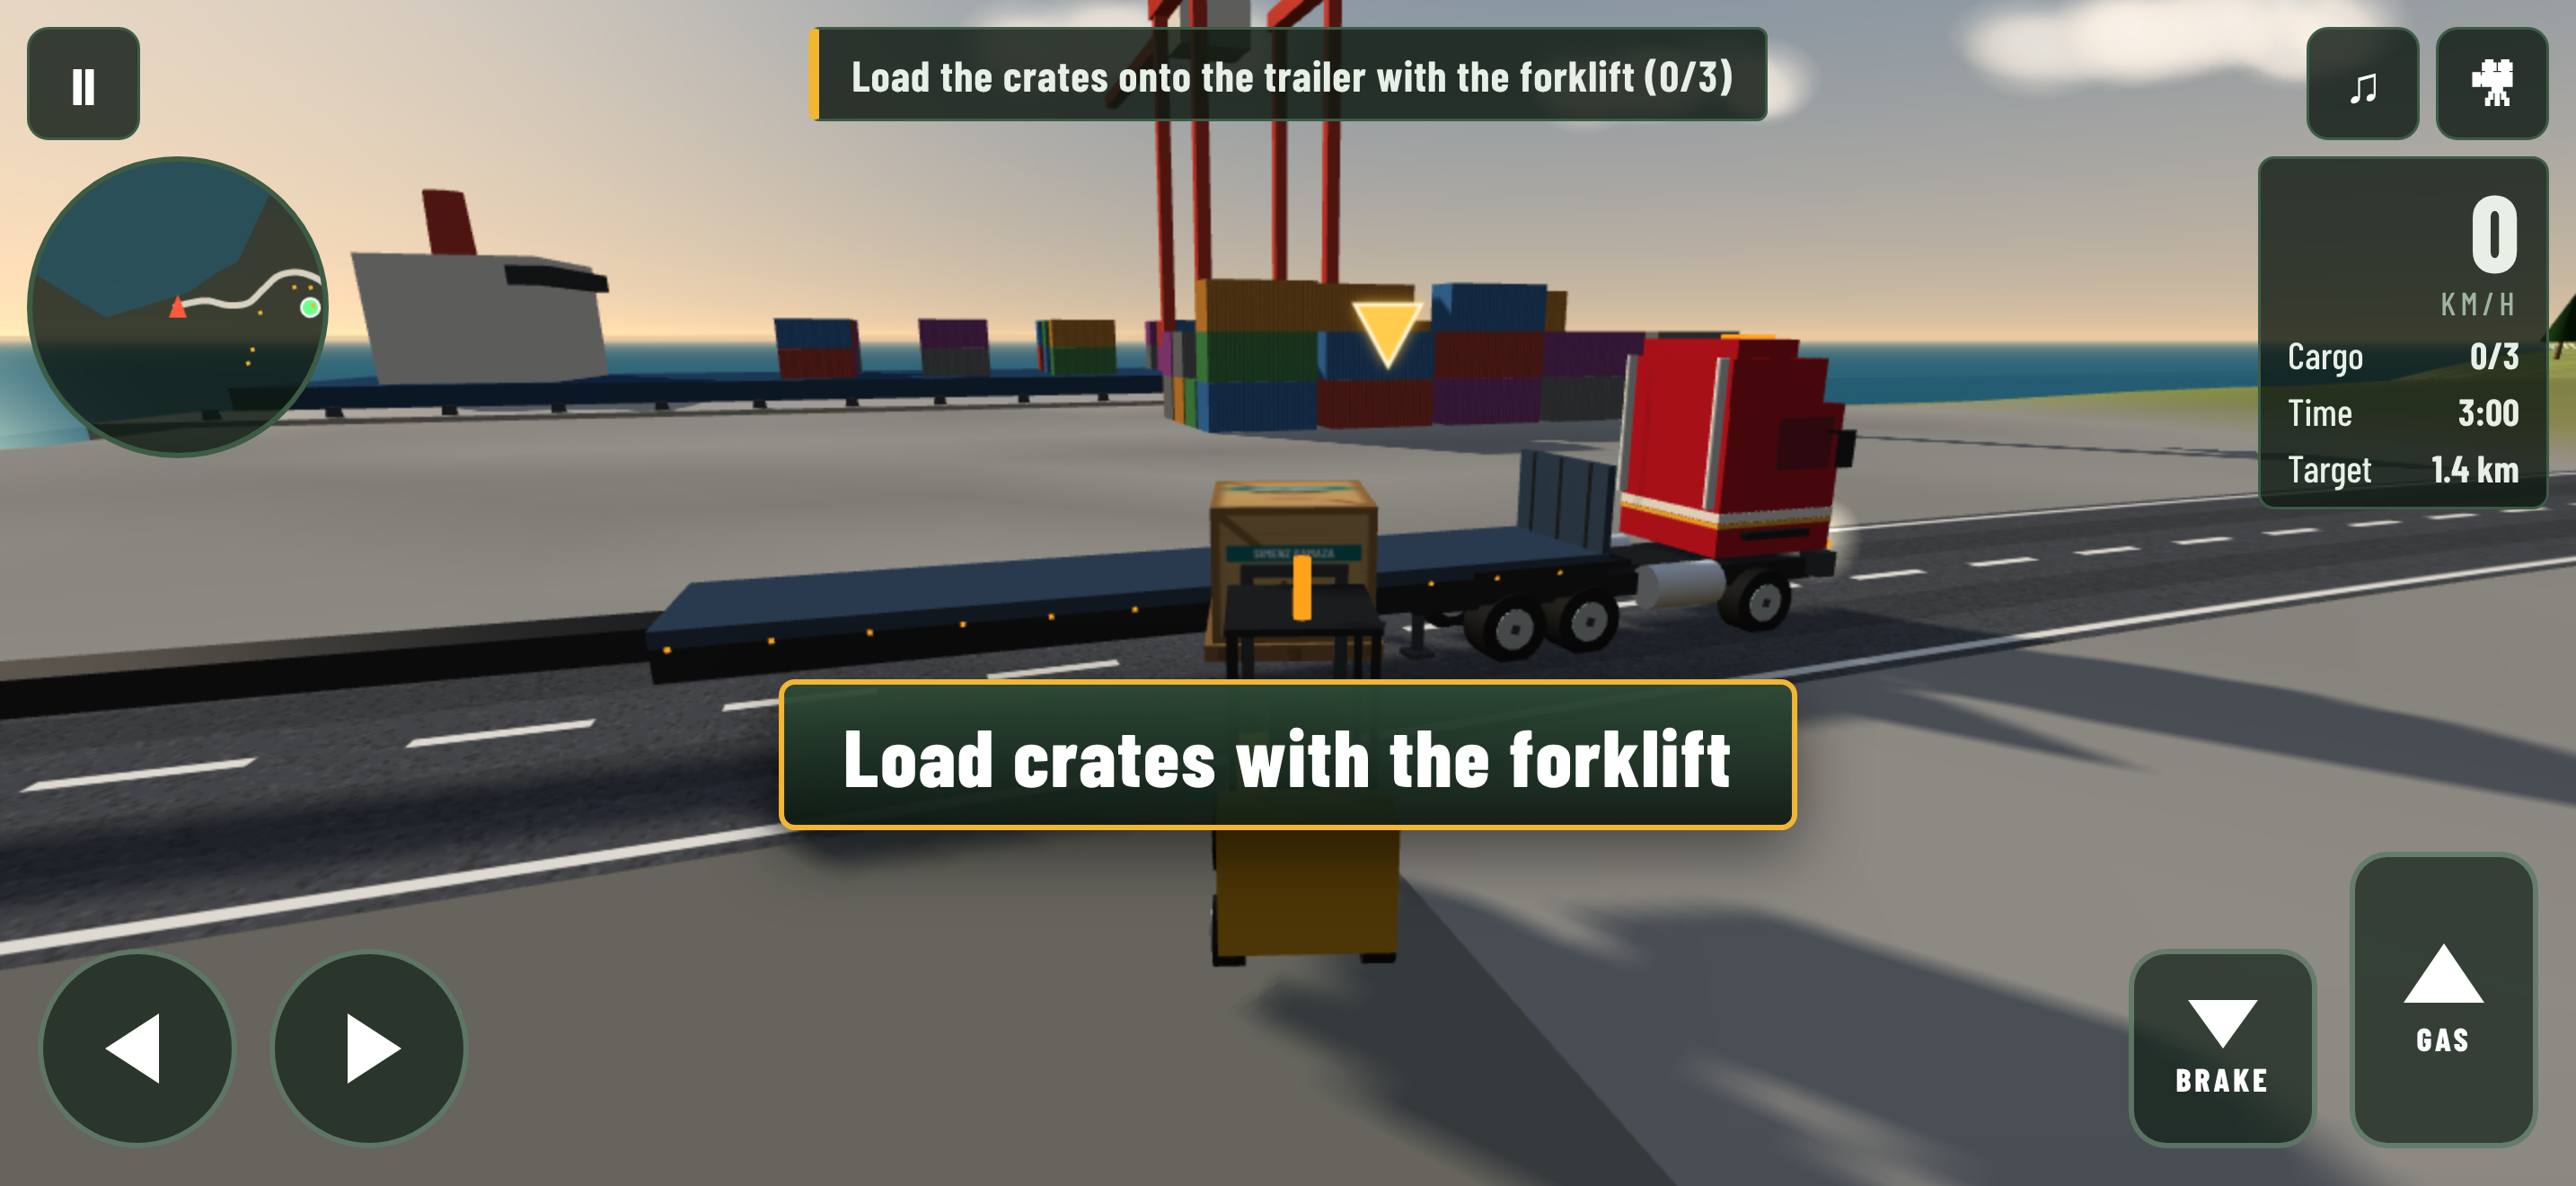 Load the crates onto the trailer with the forklift (0/3)
0
KM/H
Cargo 0/3
Time 3:00
Target 1.4 km
Load crates with the forklift
BRAKE
GAS